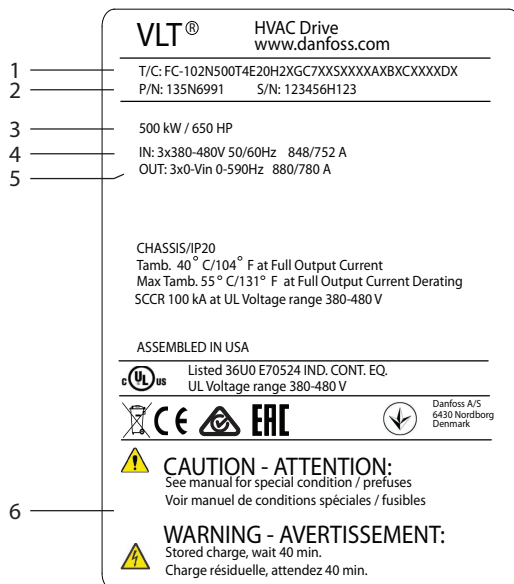 VLT® HVAC Drive
www.danfoss.com
1 T/C: FC-102N500T4E20H2XGC7XXSXXXXAXBXCXXXXDX
2 P/N: 135N6991 S/N: 123456H123
3 500 kW / 650 HP
4 IN: 3x380-480V 50/60Hz 848/752 A
5 OUT: 3x0-Vin 0-590Hz 880/780 A
CHASSIS/IP20
Tamb. 40° C/104° F at Full Output Current
Max Tamb. 55° C/131° F at Full Output Current Derating
SCCR 100 kA at UL Voltage range 380-480 V
ASSEMBLED IN USA
c UL us Listed 36U0 E70524 IND. CONT. EQ.
UL Voltage range 380-480 V
CE EAC
Danfoss A/S
6430 Nordborg
Denmark
CAUTION - ATTENTION:
See manual for special condition / prefuses
Voir manuel de conditions spéciales / fusibles
6
WARNING - AVERTISSEMENT:
Stored charge, wait 40 min.
Charge résiduelle, attendez 40 min.